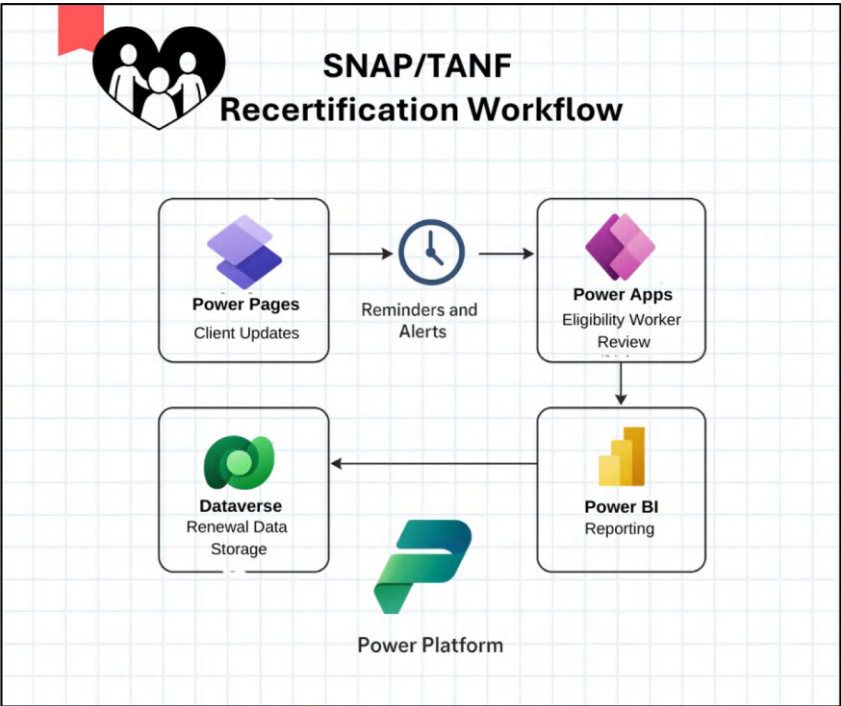 SNAP/TANF
Recertification Workflow
Power Pages
Client Updates
Reminders and
Alerts
Power Apps
Eligibility Worker
Review
Dataverse
Renewal Data
Storage
Power BI
Reporting
Power Platform